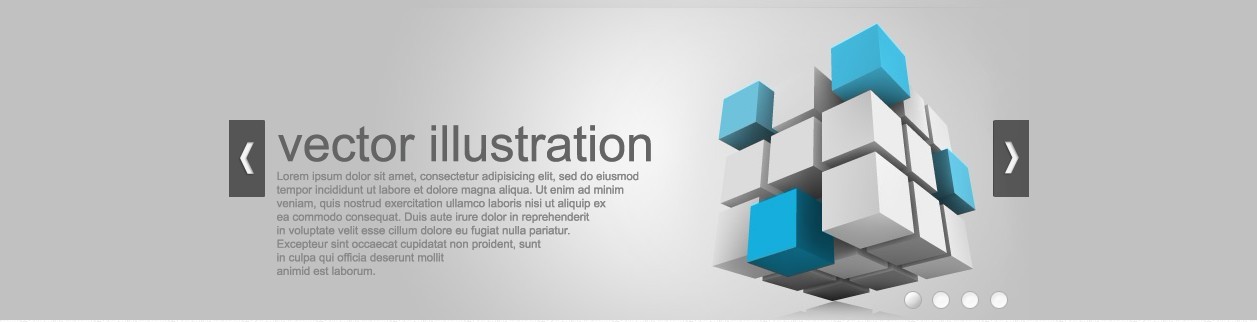 vector illustration
Lorem ipsum dolor sit amet, consectetur adipisicing elit, sed do eiusmod
tempor incididunt ut labore et dolore magna aliqua. Ut enim ad minim
veniam, quis nostrud exercitation ullamco laboris nisi ut aliquip ex
ea commodo consequat. Duis aute irure dolor in reprehenderit
in voluptate velit esse cillum dolore eu fugiat nulla pariatur.
Excepteur sint occaecat cupidatat non proident, sunt
in culpa qui officia deserunt mollit
animid est laborum.